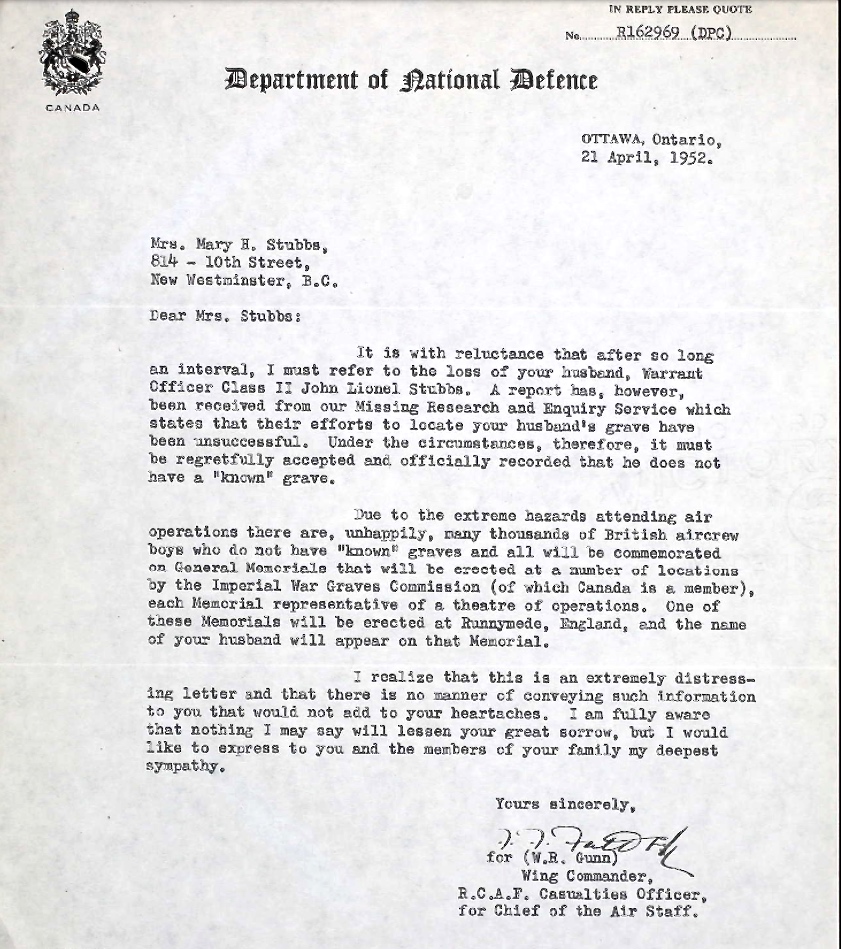 IN REPLY PLEASE QUOTE
No. R162969 (DPC)
CANADA
Department of National Defence
OTTAWA, Ontario,
21 April, 1952.
Mrs. Mary H. Stubbs,
814 - 10th Street,
New Westminster, B.C.
Dear Mrs. Stubbs:
It is with reluctance that after so long
an interval, I must refer to the loss of your husband, Warrant
Officer Class II John Lionel Stubbs. A report has, however,
been received from our Missing Research and Enquiry Service which
states that their efforts to locate your husband's grave have
been unsuccessful. Under the circumstances, therefore, it must
be regretfully accepted and officially recorded that he does not
have a "known" grave.
Due to the extreme hazards attending air
operations there are, unhappily, many thousands of British aircrew
boys who do not have "known" graves and all will be commemorated
on General Memorials that will be erected at a number of locations
by the Imperial War Graves Commission (of which Canada is a member),
each Memorial representative of a theatre of operations. One of
these Memorials will be erected at Runnymede, England, and the name
of your husband will appear on that Memorial.
I realize that this is an extremely distress-
ing letter and that there is no manner of conveying such information
to you that would not add to your heartaches. I am fully aware
that nothing I may say will lessen your great sorrow, but I would
like to express to you and the members of your family my deepest
sympathy.
Yours sincerely,
for (W.R. Gunn)
Wing Commander,
R.C.A.F. Casualties Officer,
for Chief of the Air Staff.